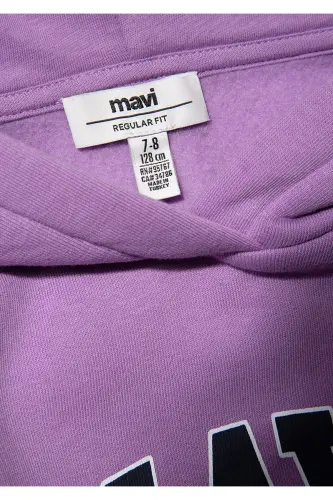 mavi
REGULAR FIT
7-8
128 cm
RN#95767
CA#34786
MADE IN
TURKEY